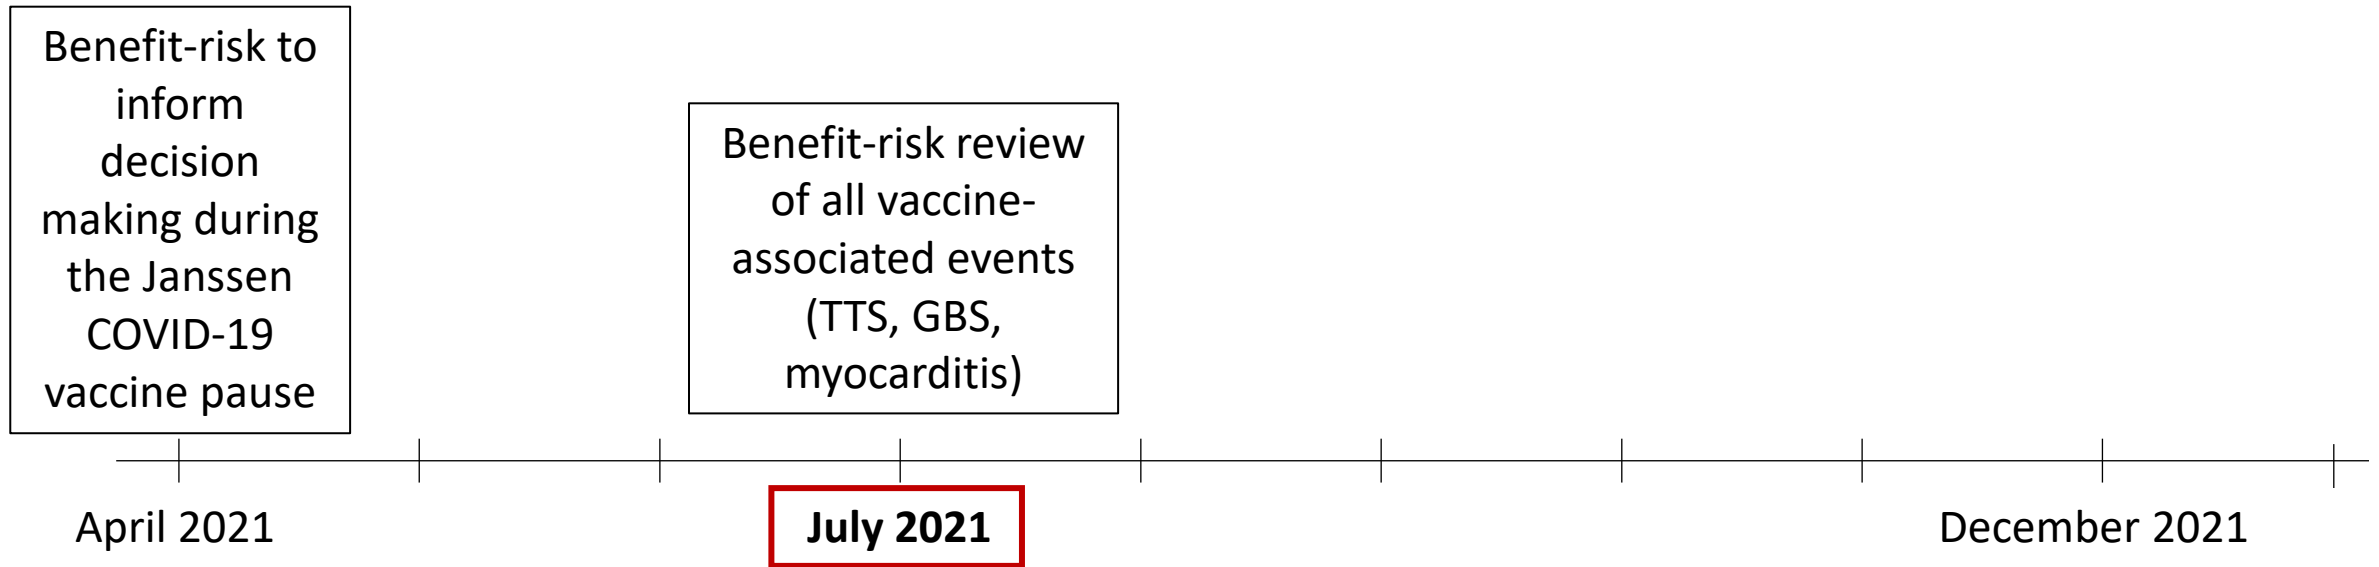 Benefit-risk to
inform
decision
making during
the Janssen
COVID-19
vaccine pause
Benefit-risk review
of all vaccine-
associated events
(TTS, GBS,
myocarditis)
April 2021
July 2021
December 2021